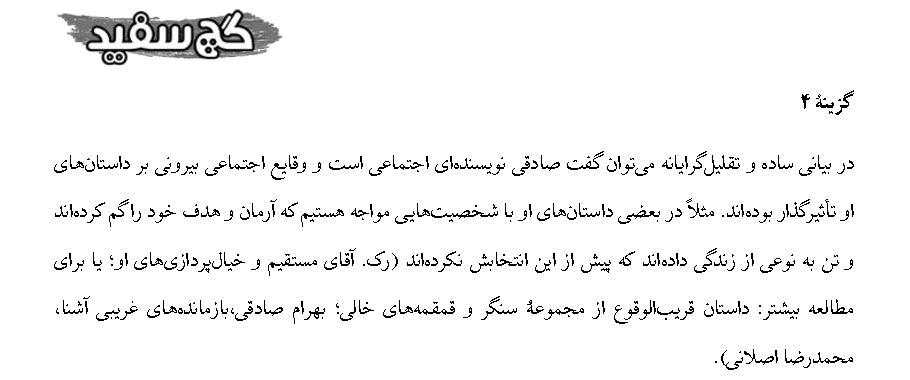 گچ سفید
گزینهٔ ۴
در بیانی ساده و تقلیل‌گرایانه می‌توان گفت صادقی نویسنده‌ای اجتماعی است و وقایع اجتماعی بیرونی بر داستان‌های
او تأثیرگذار بوده‌اند. مثلاً در بعضی داستان‌های او با شخصیت‌هایی مواجه هستیم که آرمان و هدف خود را گم کرده‌اند
و تن به نوعی از زندگی داده‌اند که پیش از این انتخابش نکرده‌اند (رک. آقای مستقیم و خیال‌پردازی‌های او؛ یا برای
مطالعه بیشتر: داستان قریب‌الوقوع از مجموعهٔ سنگر و قمقمه‌های خالی؛ بهرام صادقی،بازمانده‌های غریبی آشنا،
محمدرضا اصلانی).